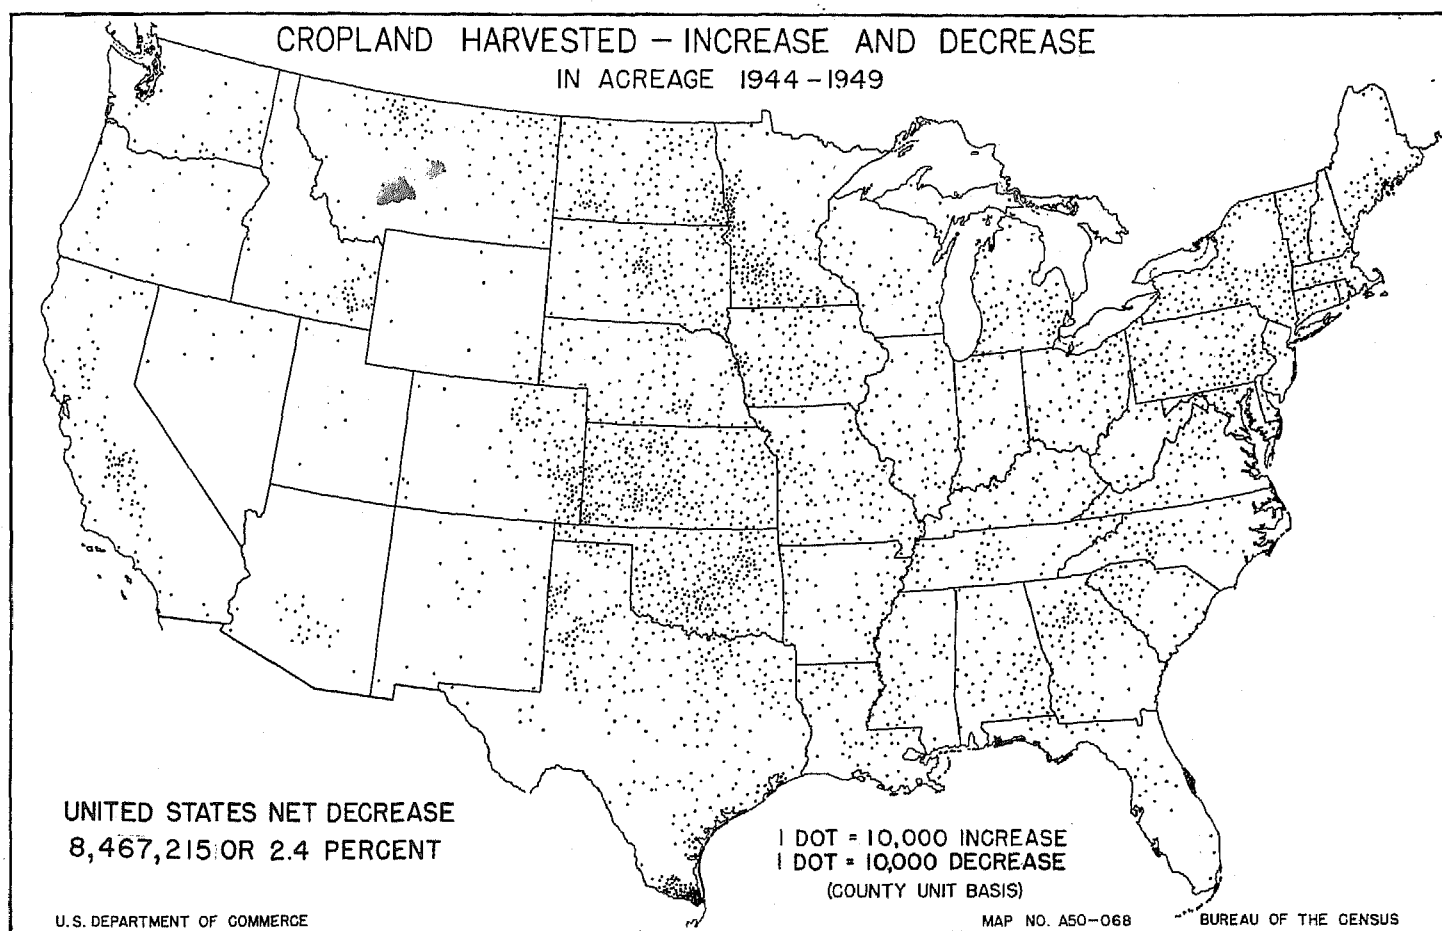 CROPLAND HARVESTED – INCREASE AND DECREASE
IN ACREAGE 1944–1949
UNITED STATES NET DECREASE
8,467,215 OR 2.4 PERCENT
1 DOT = 10,000 INCREASE
1 DOT = 10,000 DECREASE
(COUNTY UNIT BASIS)
U.S. DEPARTMENT OF COMMERCE
MAP NO. A50-068
BUREAU OF THE CENSUS